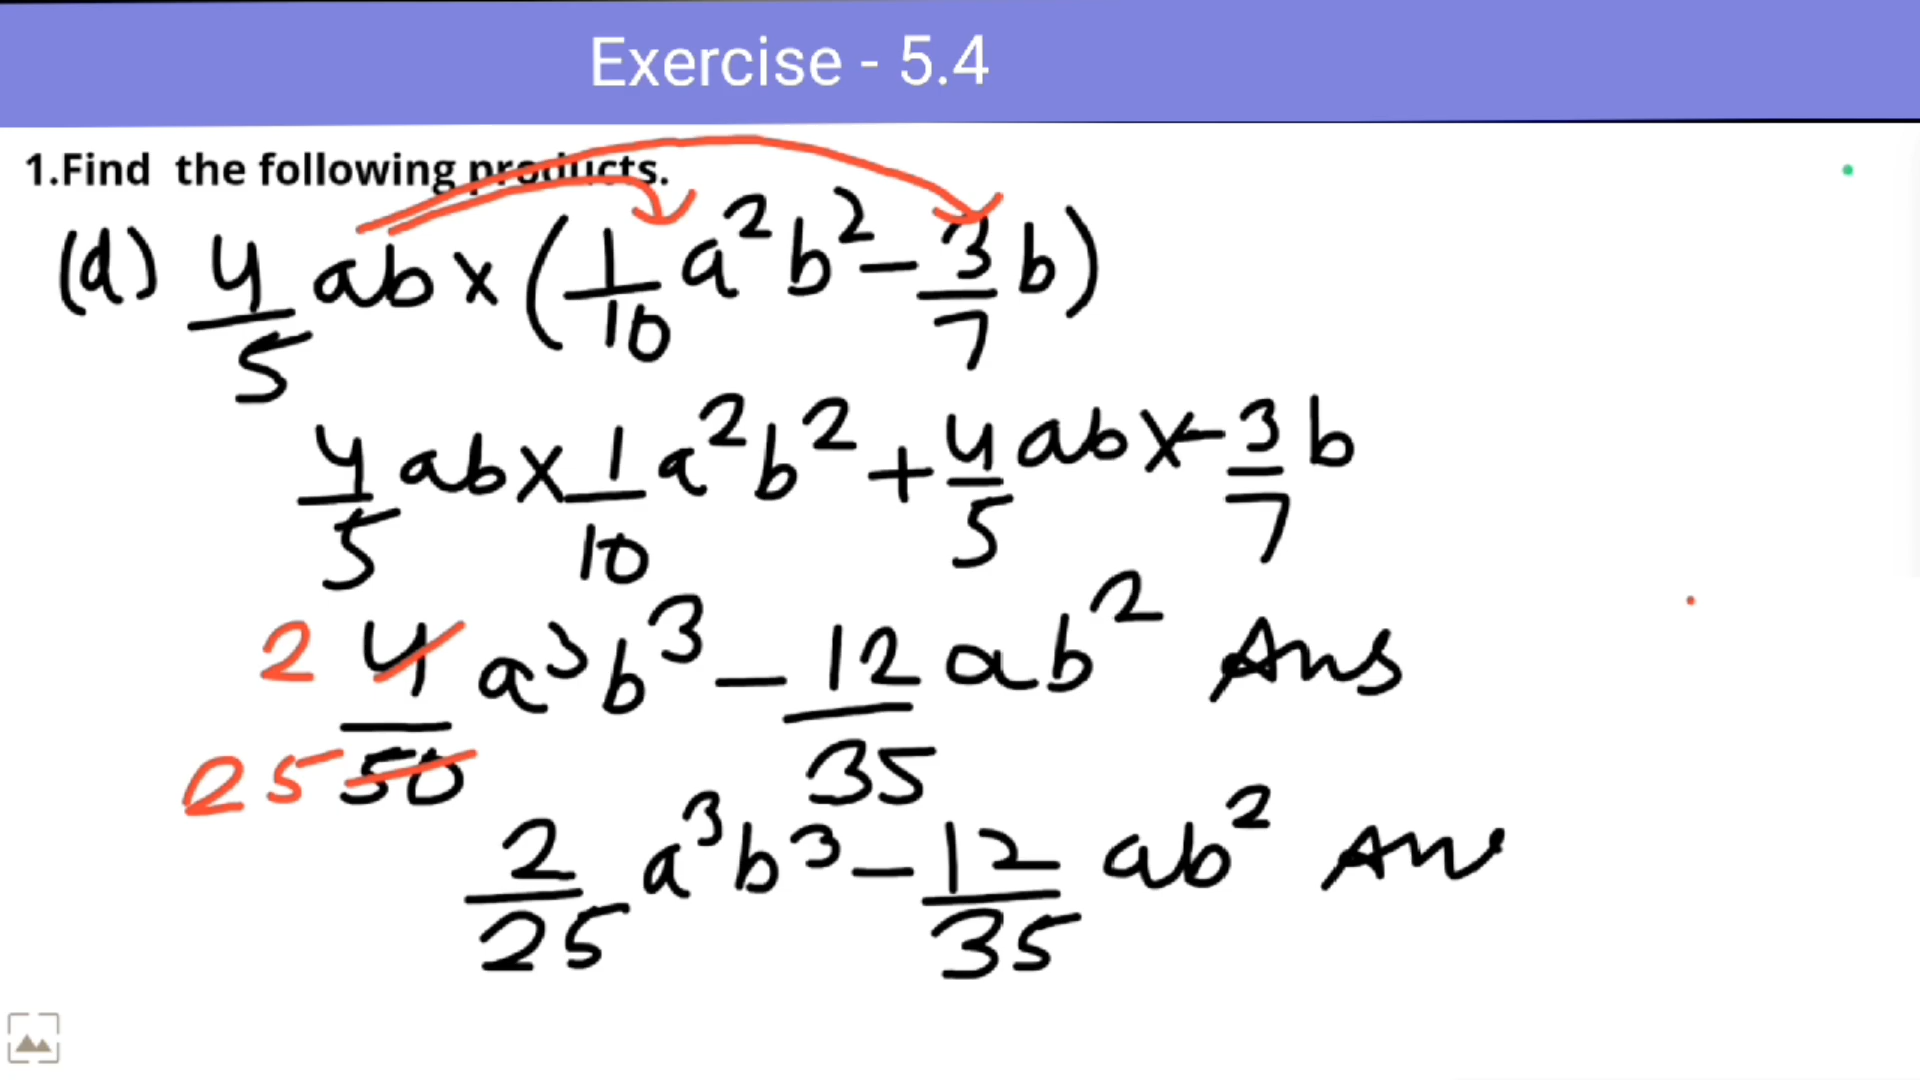 Exercise - 5.4
1.Find the following products.
(d) 4/5 ab x (1/10 a²b² - 3/7 b)
4/5 ab x 1/10 a²b² + 4/5 ab x - 3/7 b
2 4/50 a³b³ - 12/35 ab² Ans
25
2/25 a³b³ - 12/35 ab² Ans